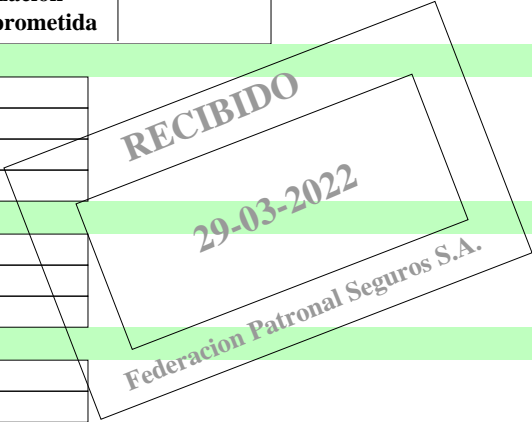 prometida
RECIBIDO
29-03-2022
Federacion Patronal Seguros S.A.